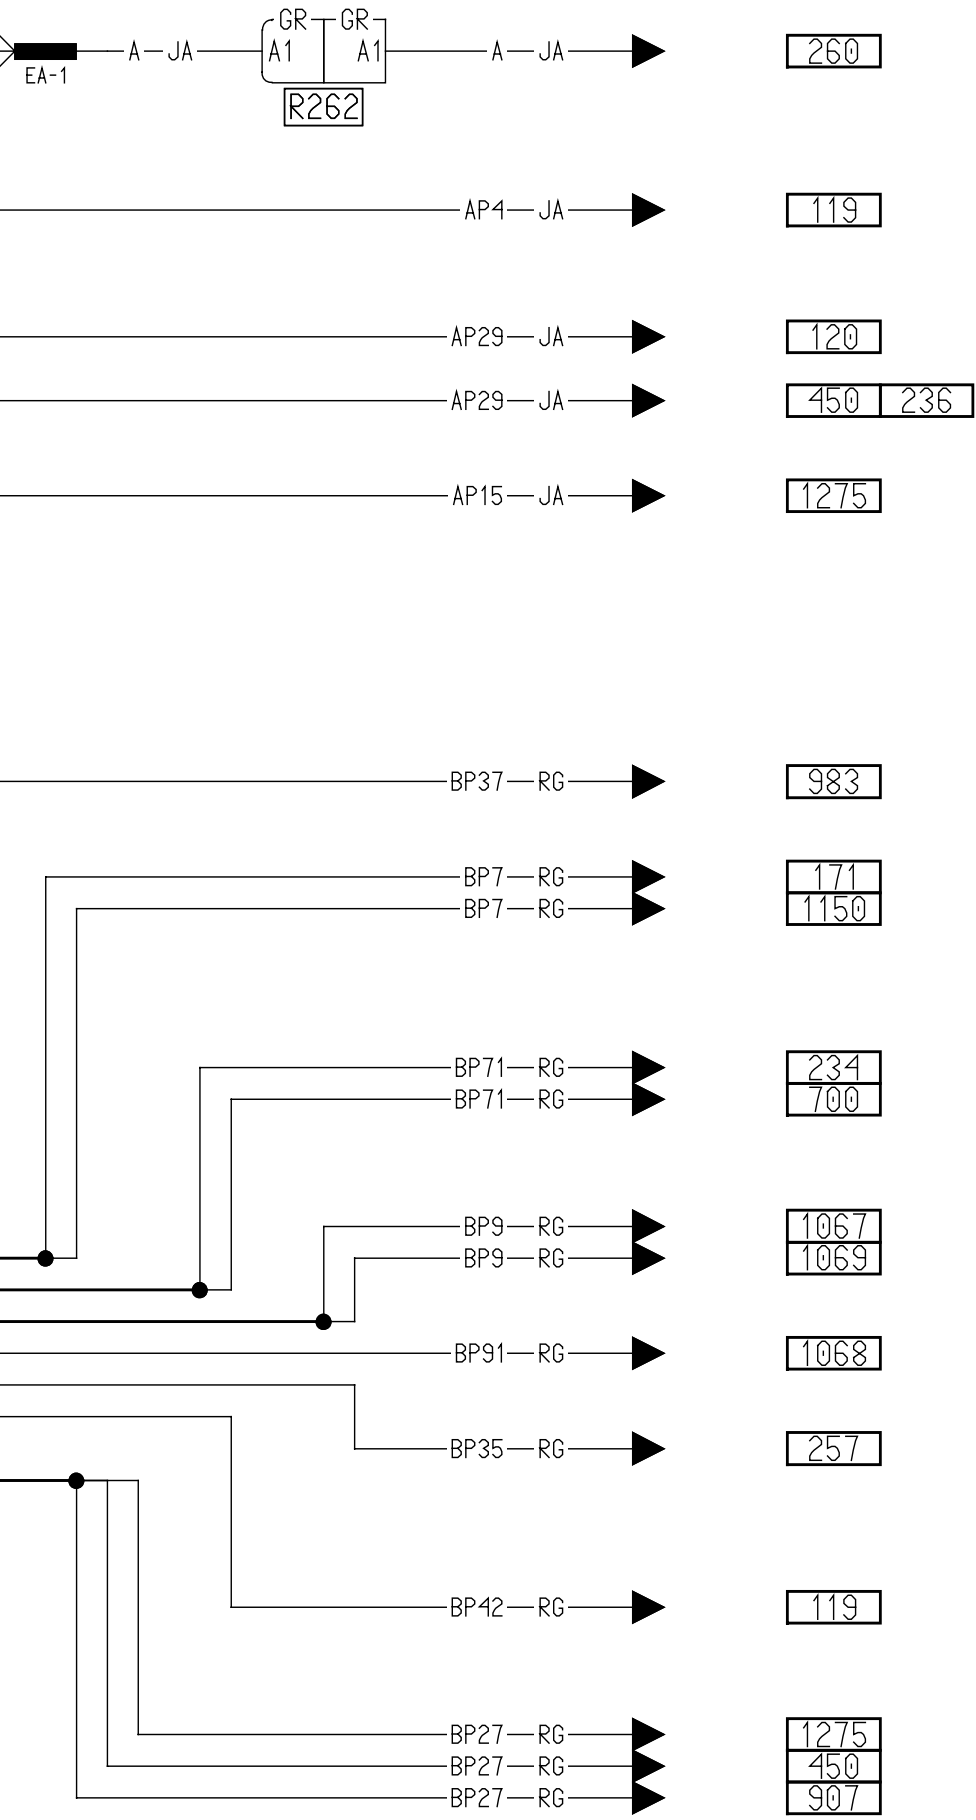 GR GR
A JA A1 A1 A JA 260
EA-1
R262
AP4 JA 119
AP29 JA 120
AP29 JA 450 236
AP15 JA 1275
BP37 RG 983
BP7 RG 171
BP7 RG 1150
BP71 RG 234
BP71 RG 700
BP9 RG 1067
BP9 RG 1069
BP91 RG 1068
BP35 RG 257
BP42 RG 119
BP27 RG 1275
BP27 RG 450
BP27 RG 907